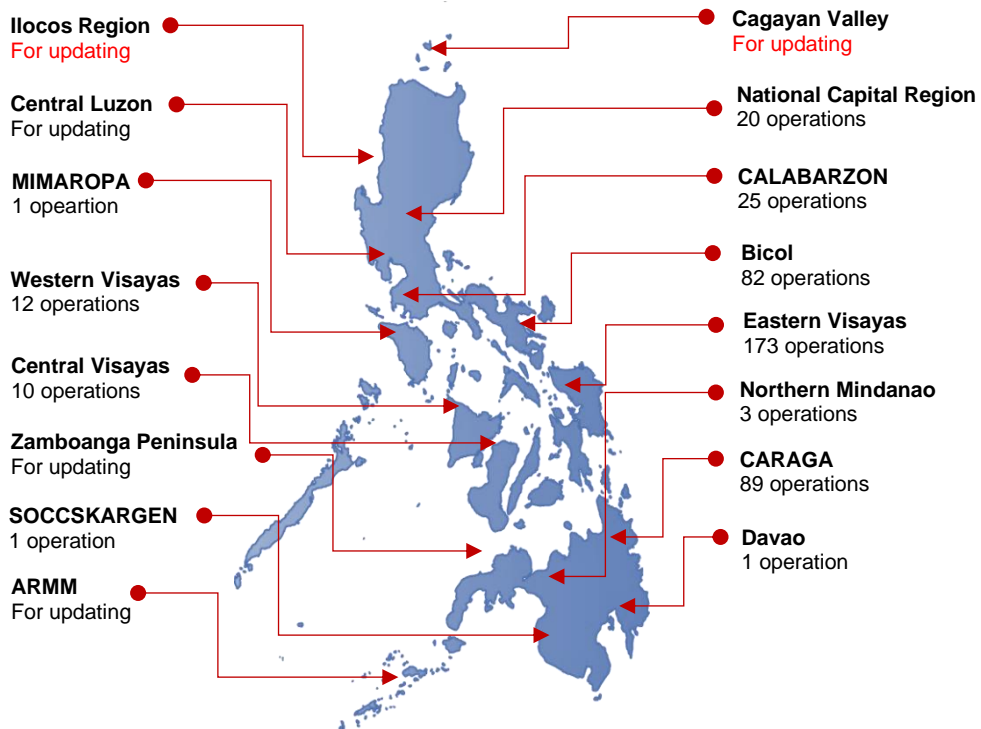 Ilocos Region
For updating
Central Luzon
For updating
MIMAROPA
1 opeartion
Western Visayas
12 operations
Central Visayas
10 operations
Zamboanga Peninsula
For updating
SOCCSKARGEN
1 operation
ARMM
For updating
Cagayan Valley
For updating
National Capital Region
20 operations
CALABARZON
25 operations
Bicol
82 operations
Eastern Visayas
173 operations
Northern Mindanao
3 operations
CARAGA
89 operations
Davao
1 operation